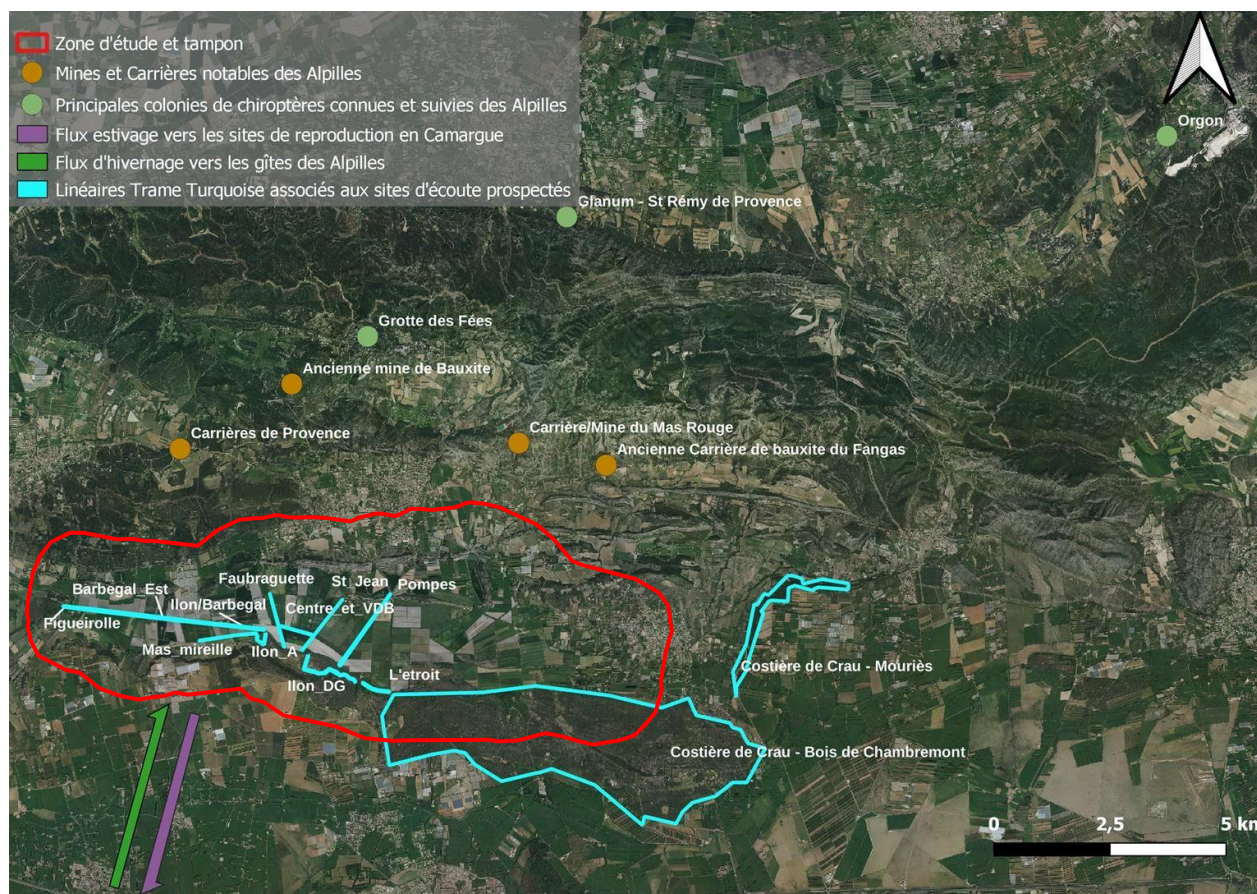 Zone d'étude et tampon
Mines et Carrières notables des Alpilles
Principales colonies de chiroptères connues et suivies des Alpilles
Flux estivage vers les sites de reproduction en Camargue
Flux d'hivernage vers les gîtes des Alpilles
Linéaires Trame Turquoise associés aux sites d'écoute prospectés
Orgon
Glanum - St Rémy de Provence
Grotte des Fées
Ancienne mine de Bauxite
Carrières de Provence
Carrière/Mine du Mas Rouge
Ancienne Carrière de bauxite du Fangas
Faubraguette
St_Jean
Pompes
Barbegal_Est
Ilon/Barbegal
Centre_et_VDB
Figueirolle
Mas_mireille
Ilon_A
Ilon_DG
L'etroit
Costière de Crau - Mouriès
Costière de Crau - Bois de Chambremont
0 2,5 5 km